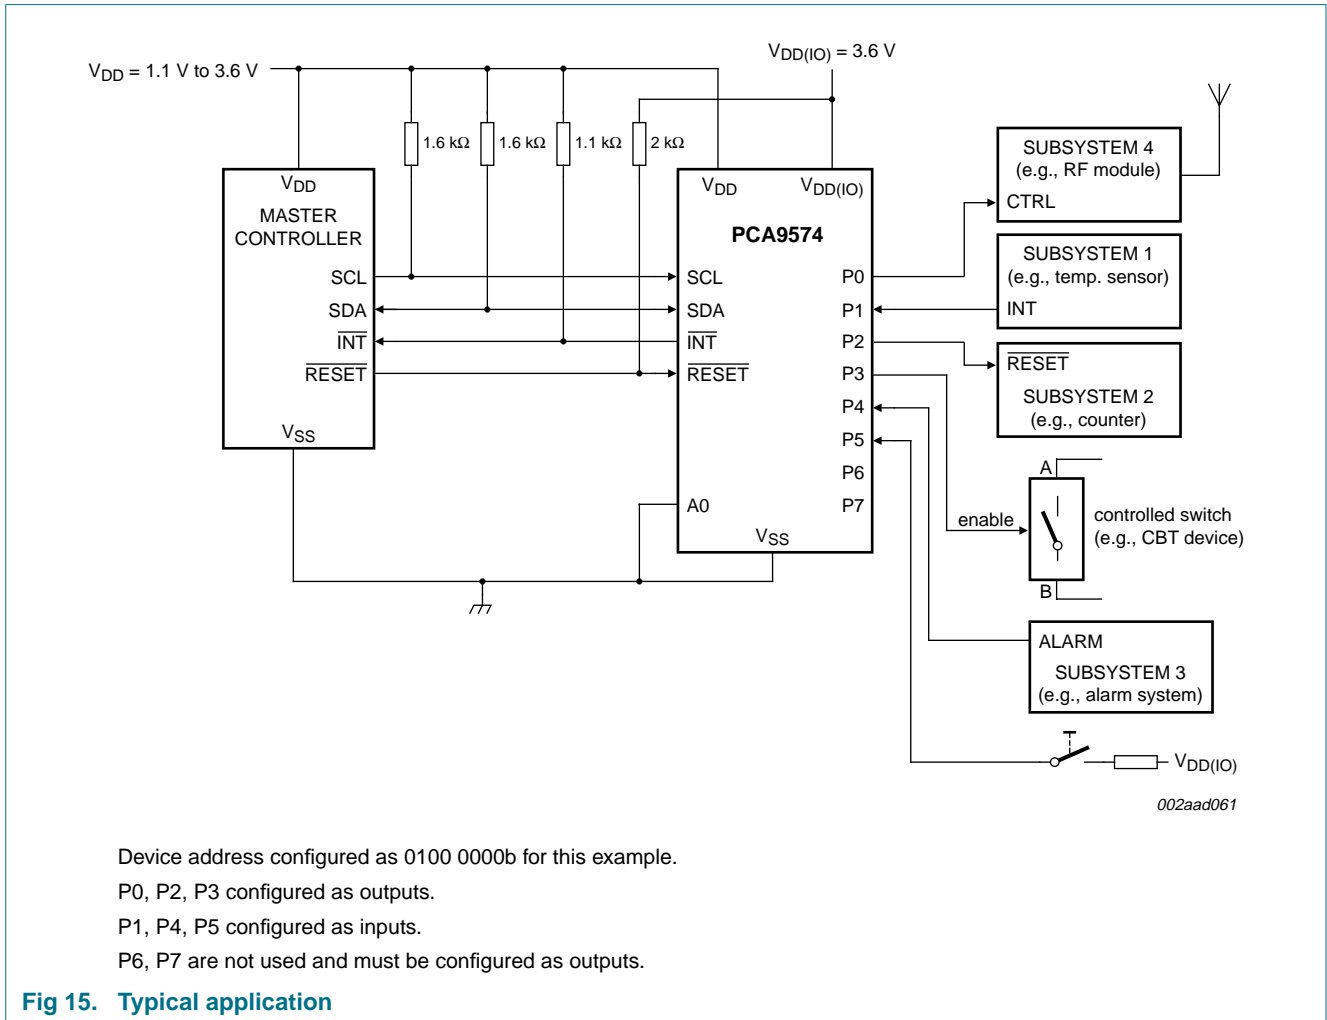 VDD = 1.1 V to 3.6 V
VDD(IO) = 3.6 V
1.6 kΩ
1.6 kΩ
1.1 kΩ
2 kΩ
VDD
MASTER
CONTROLLER
SCL
SDA
INT
RESET
VSS
VDD
VDD(IO)
PCA9574
SCL
SDA
INT
RESET
A0
VSS
P0
P1
P2
P3
P4
P5
P6
P7
SUBSYSTEM 4
(e.g., RF module)
CTRL
SUBSYSTEM 1
(e.g., temp. sensor)
INT
RESET
SUBSYSTEM 2
(e.g., counter)
A
enable
controlled switch
(e.g., CBT device)
B
ALARM
SUBSYSTEM 3
(e.g., alarm system)
VDD(IO)
002aad061
Device address configured as 0100 0000b for this example.
P0, P2, P3 configured as outputs.
P1, P4, P5 configured as inputs.
P6, P7 are not used and must be configured as outputs.
Fig 15. Typical application